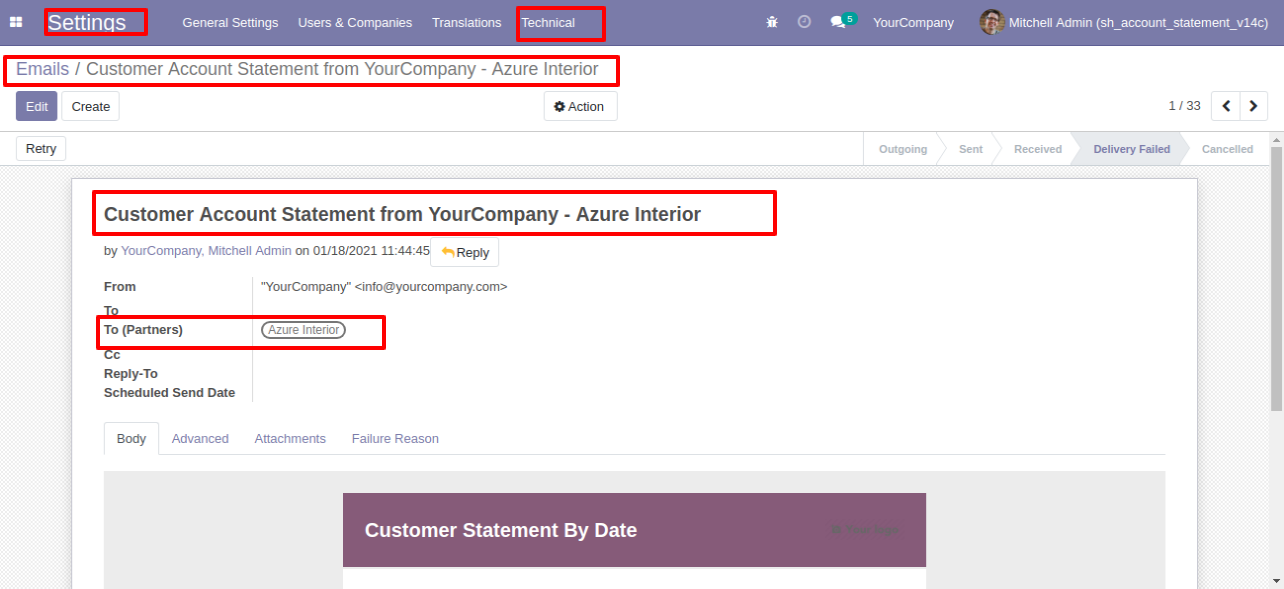 Settings General Settings Users & Companies Translations Technical 5 YourCompany Mitchell Admin (sh_account_statement_v14c)
Emails / Customer Account Statement from YourCompany - Azure Interior
Edit Create Action 1 / 33
Retry Outgoing Sent Received Delivery Failed Cancelled
Customer Account Statement from YourCompany - Azure Interior
by YourCompany, Mitchell Admin on 01/18/2021 11:44:45 Reply
From "YourCompany" <info@yourcompany.com>
To
To (Partners) Azure Interior
Cc
Reply-To
Scheduled Send Date
Body Advanced Attachments Failure Reason
Customer Statement By Date